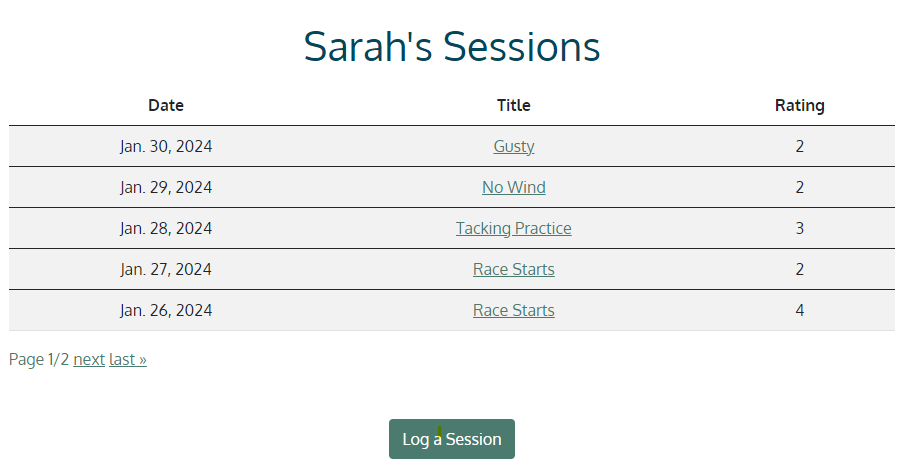 Sarah's Sessions
Date Title Rating
Jan. 30, 2024 Gusty 2
Jan. 29, 2024 No Wind 2
Jan. 28, 2024 Tacking Practice 3
Jan. 27, 2024 Race Starts 2
Jan. 26, 2024 Race Starts 4
Page 1/2 next last »
Log a Session